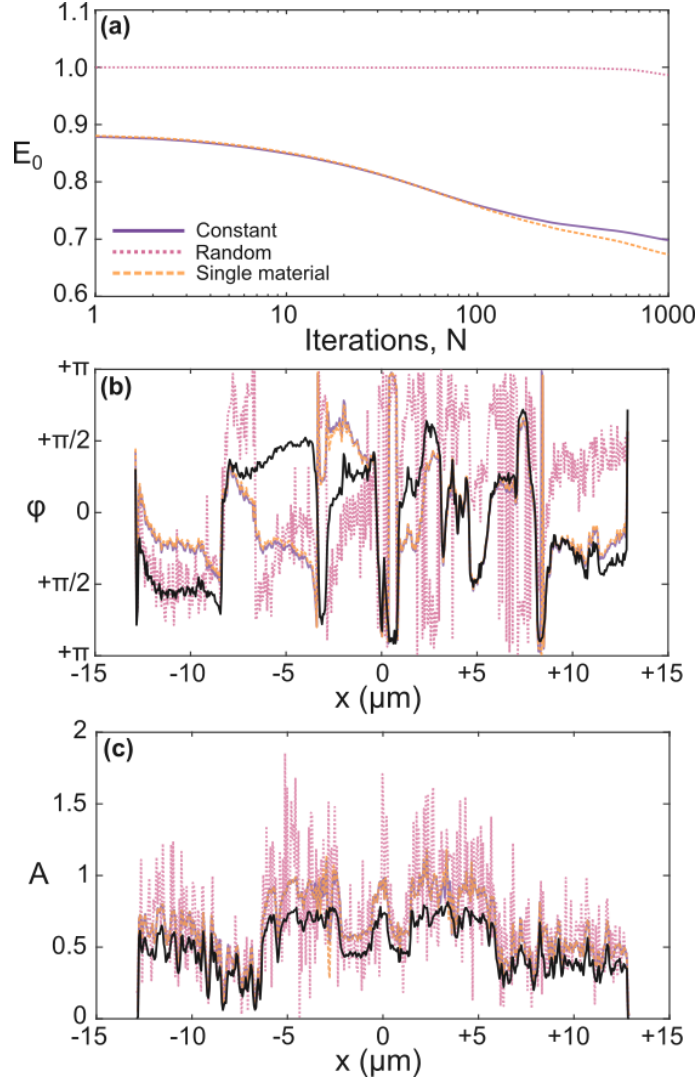 (a)
1.1
1.0
0.9
0.8
0.7
0.6
E0
Constant
Random
Single material
1 10 100 1000
Iterations, N
(b)
+π
+π/2
0
+π/2
+π
φ
-15 -10 -5 0 +5 +10 +15
x (μm)
(c)
2
1.5
1
0.5
0
A
-15 -10 -5 0 +5 +10 +15
x (μm)